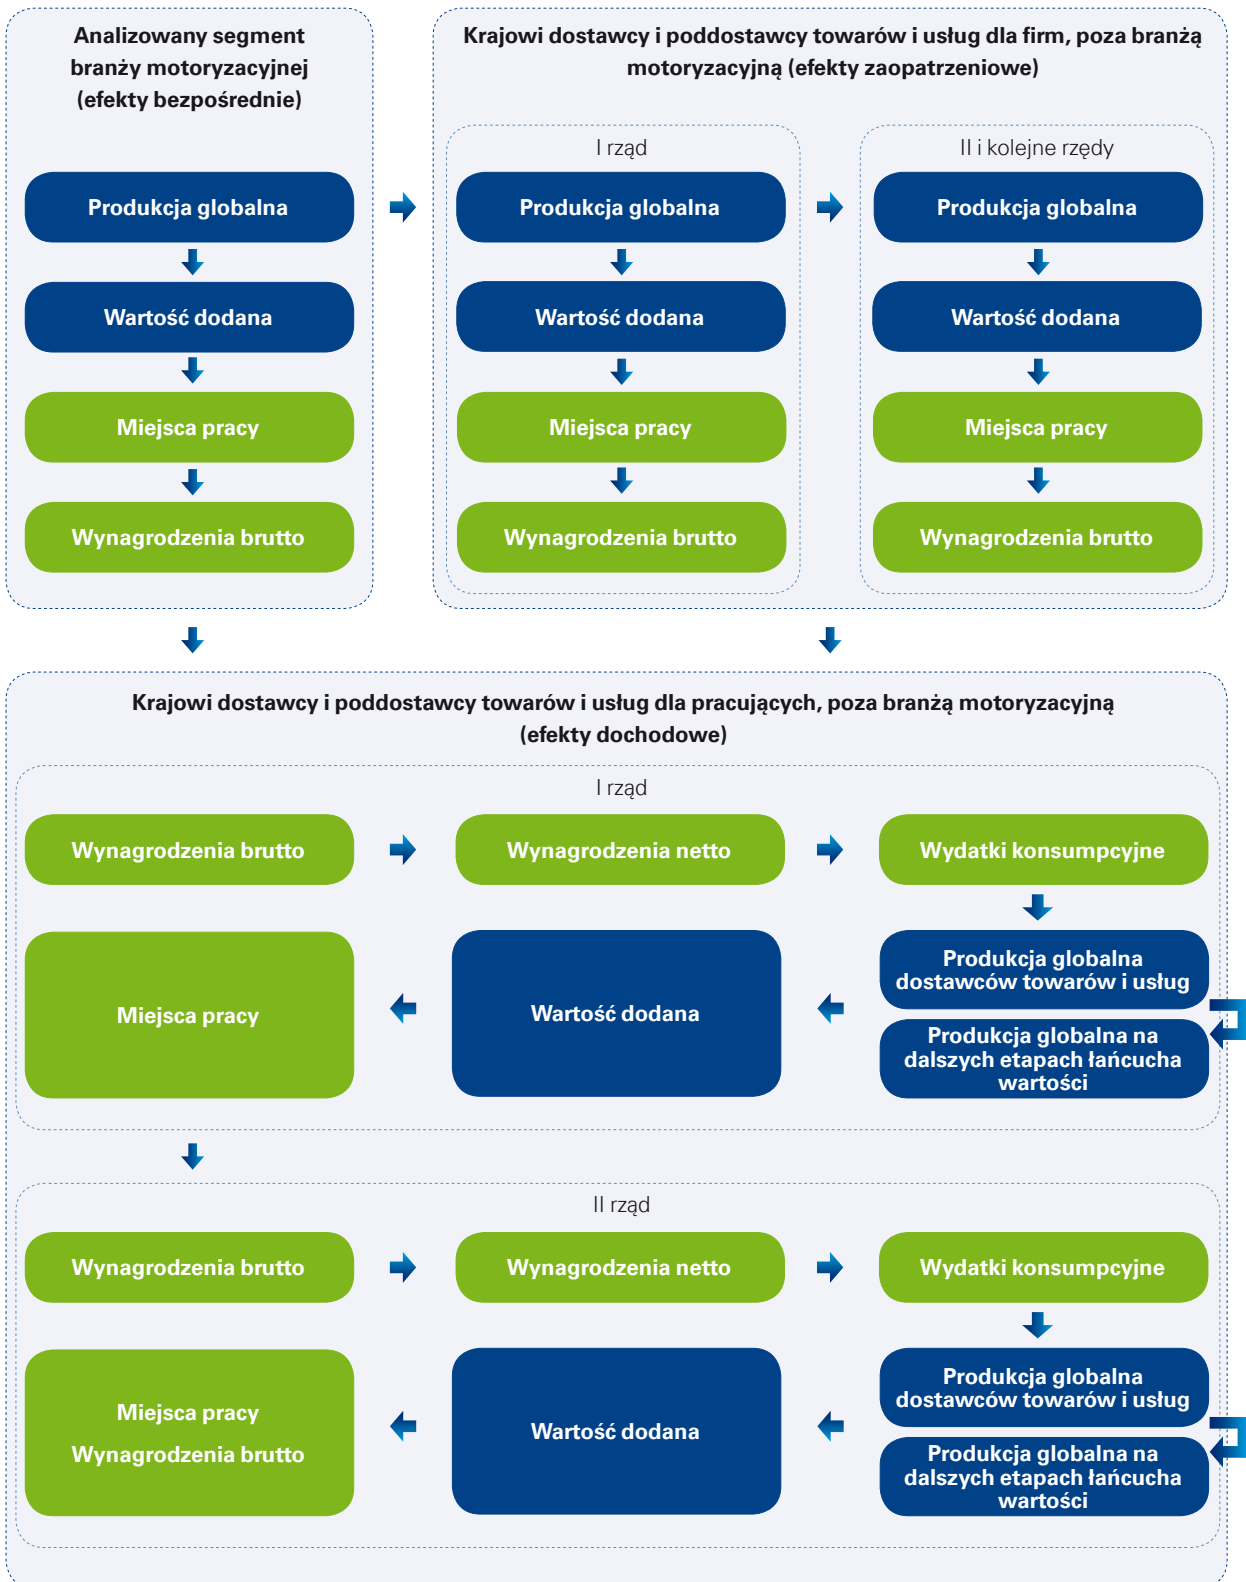 Analizowany segment
branży motoryzacyjnej
(efekty bezpośrednie)
Produkcja globalna
Wartość dodana
Miejsca pracy
Wynagrodzenia brutto
Krajowi dostawcy i poddostawcy towarów i usług dla firm, poza branżą
motoryzacyjną (efekty zaopatrzeniowe)
I rząd
Produkcja globalna
Wartość dodana
Miejsca pracy
Wynagrodzenia brutto
II i kolejne rzędy
Produkcja globalna
Wartość dodana
Miejsca pracy
Wynagrodzenia brutto
Krajowi dostawcy i poddostawcy towarów i usług dla pracujących, poza branżą motoryzacyjną
(efekty dochodowe)
I rząd
Wynagrodzenia brutto
Wynagrodzenia netto
Wydatki konsumpcyjne
Produkcja globalna
dostawców towarów i usług
Produkcja globalna na
dalszych etapach łańcucha
wartości
Wartość dodana
Miejsca pracy
II rząd
Wynagrodzenia brutto
Wynagrodzenia netto
Wydatki konsumpcyjne
Produkcja globalna
dostawców towarów i usług
Produkcja globalna na
dalszych etapach łańcucha
wartości
Wartość dodana
Miejsca pracy
Wynagrodzenia brutto